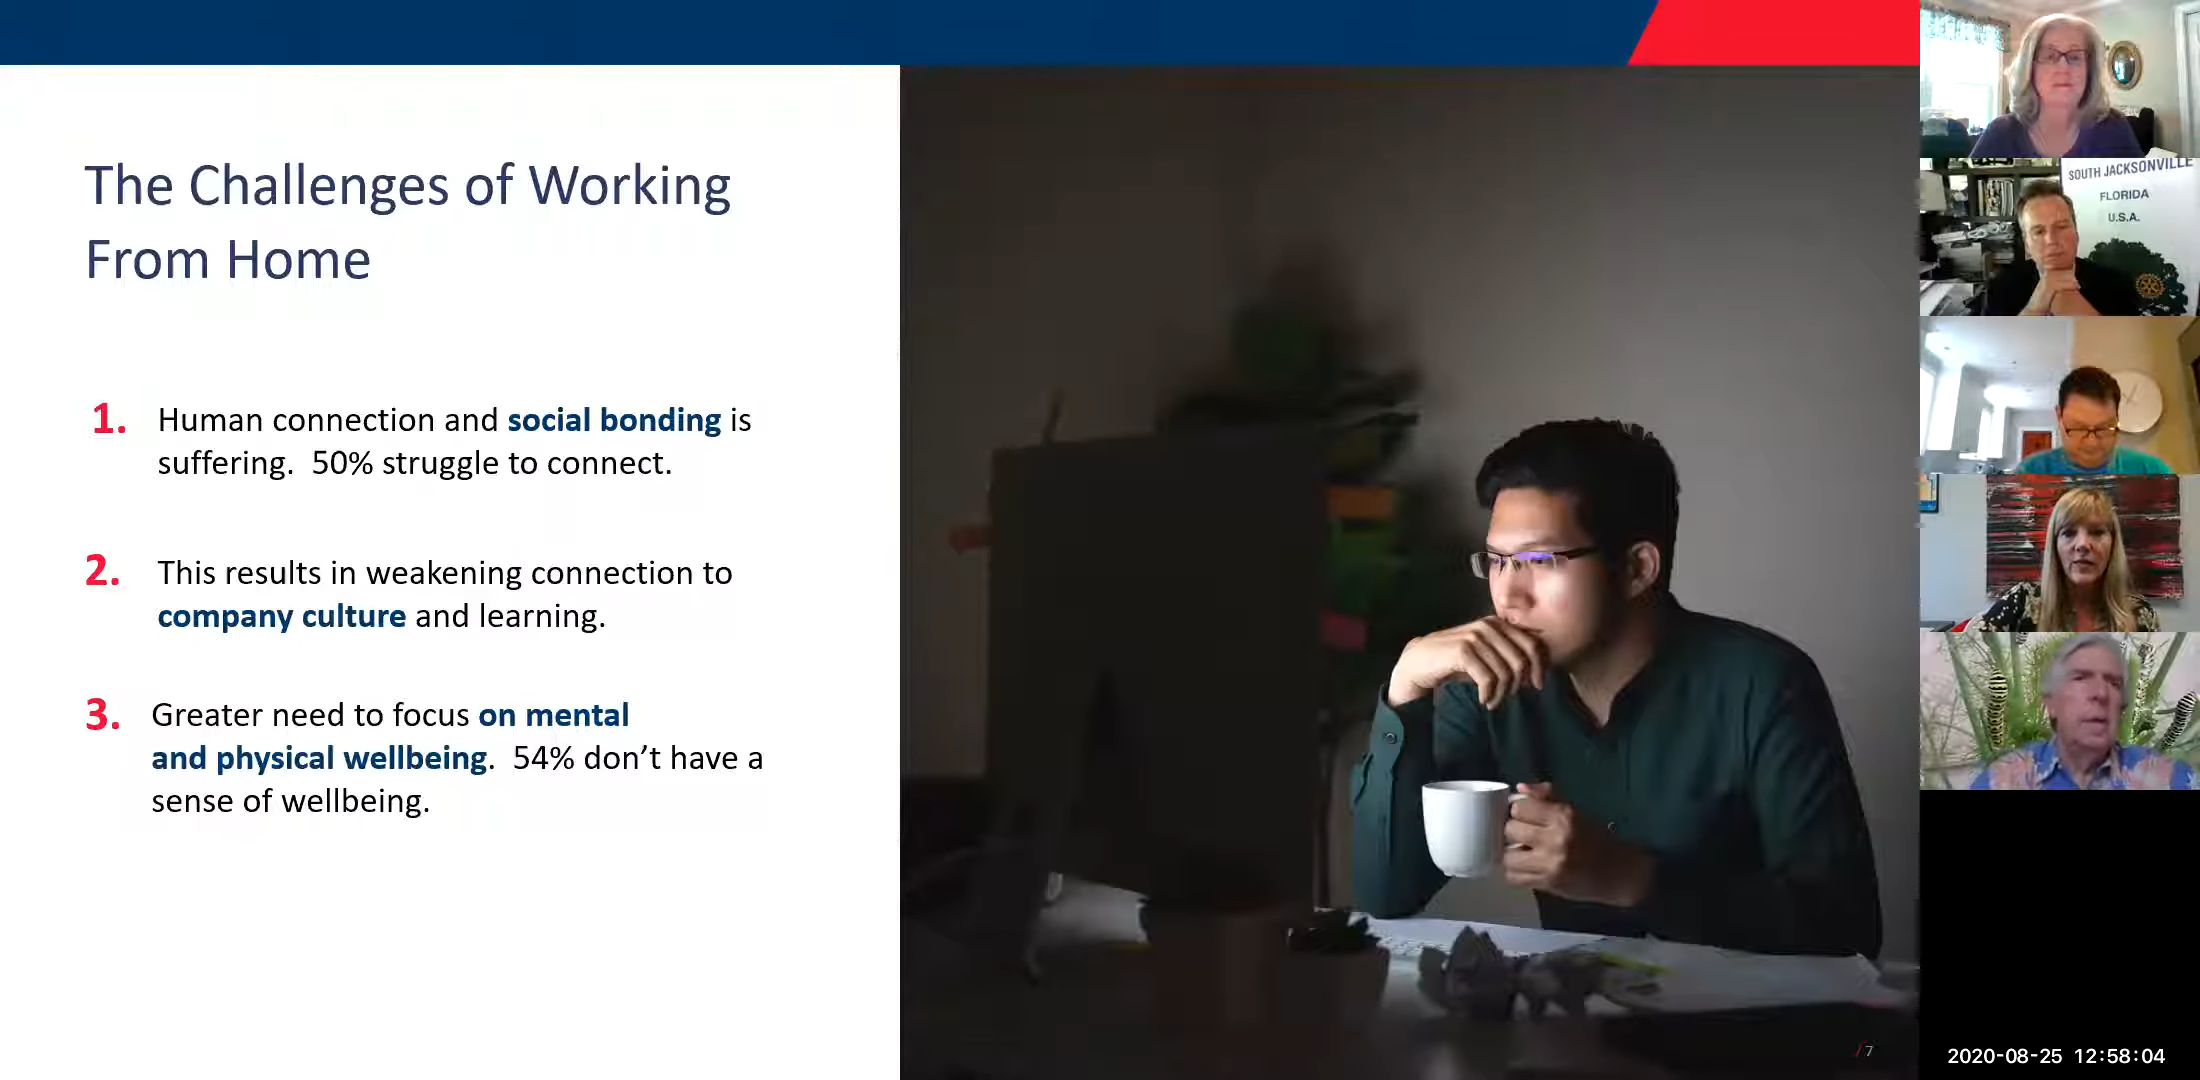 The Challenges of Working
From Home
1. Human connection and social bonding is
suffering. 50% struggle to connect.
2. This results in weakening connection to
company culture and learning.
3. Greater need to focus on mental
and physical wellbeing. 54% don’t have a
sense of wellbeing.
/7
SOUTH JACKSONVILLE
FLORIDA
U.S.A.
2020-08-25 12:58:04